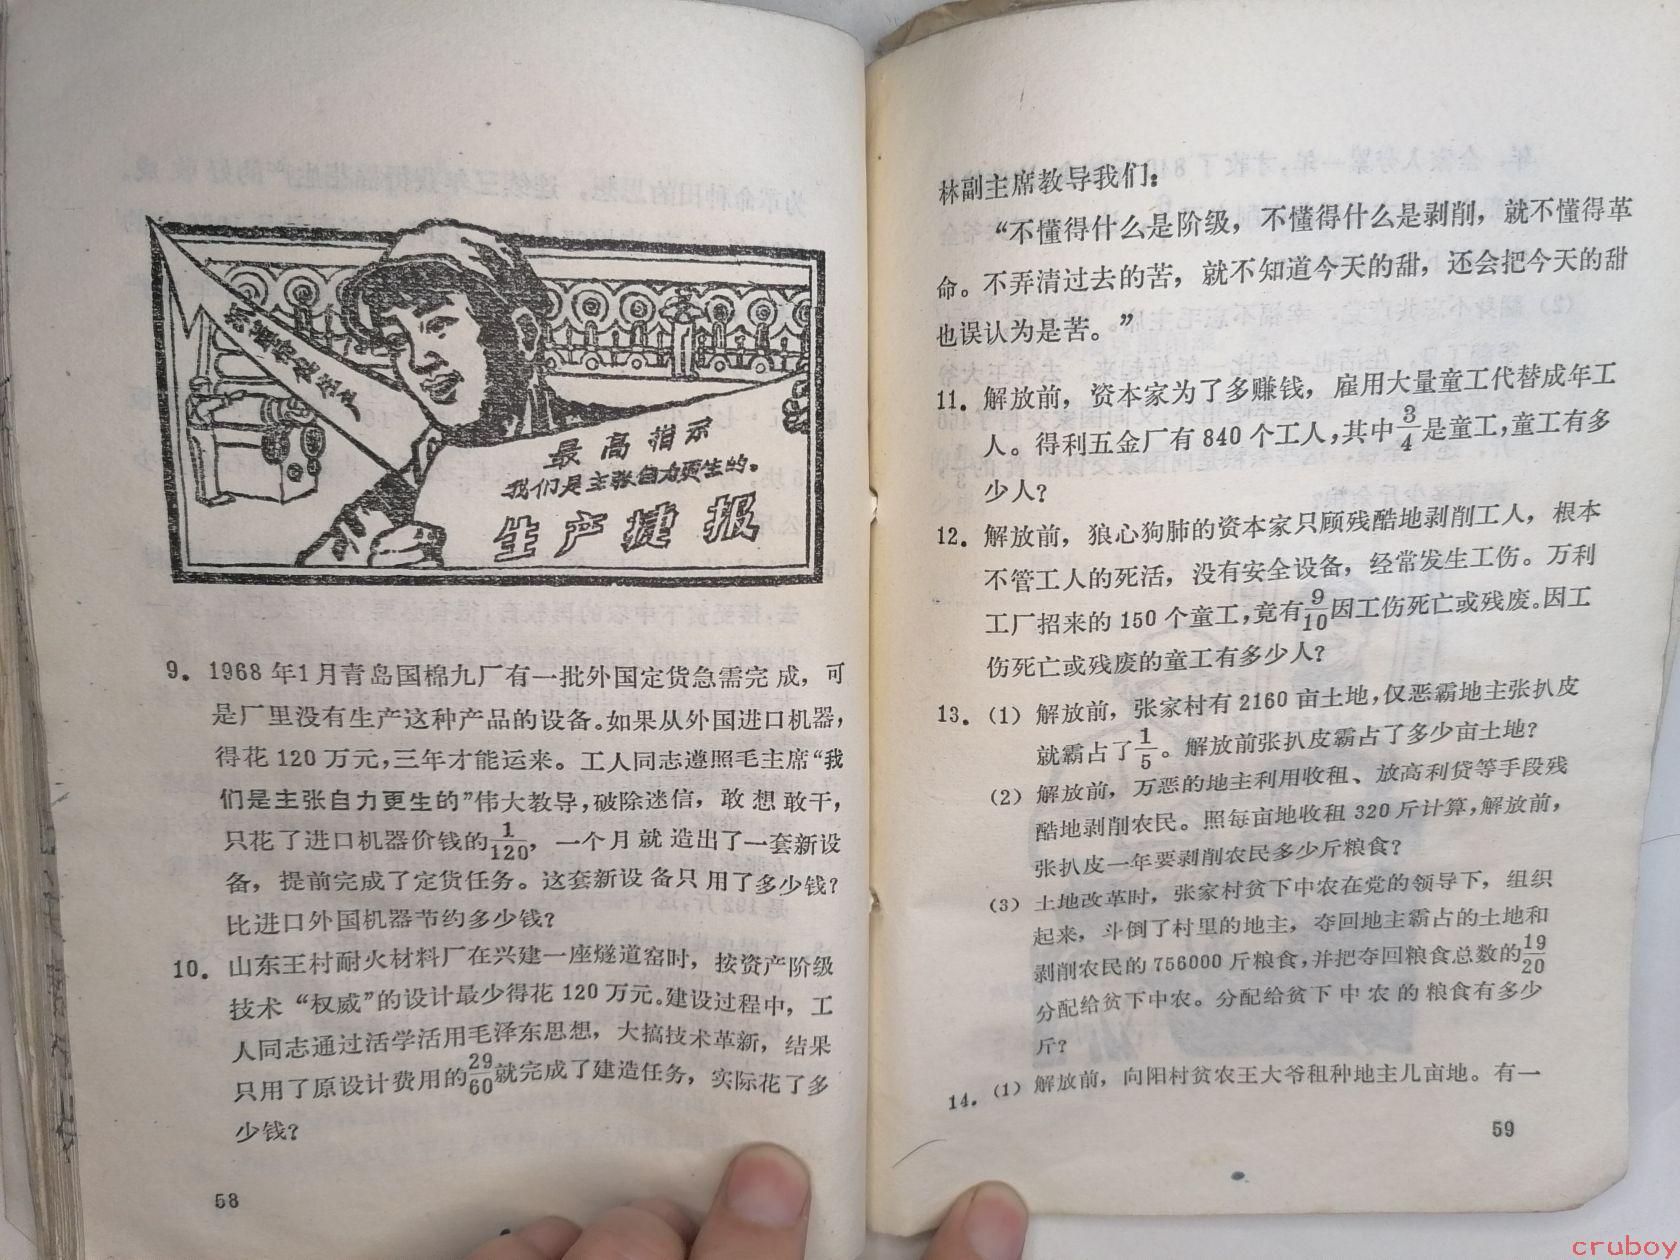 最高指示
我们是主张自力更生的。
生产捷报
9. 1968年1月青岛国棉九厂有一批外国定货急需完成，可
是厂里没有生产这种产品的设备。如果从外国进口机器，
得花120万元，三年才能运来。工人同志遵照毛主席“我
们是主张自力更生的”伟大教导，破除迷信，敢想敢干，
只花了进口机器价钱的1/120，一个月就造出了一套新设
备，提前完成了定货任务。这套新设备只用了多少钱？
比进口外国机器节约多少钱？
10. 山东王村耐火材料厂在兴建一座燧道窑时，按资产阶级
技术“权威”的设计最少得花120万元。建设过程中，工
人同志通过活学活用毛泽东思想，大搞技术革新，结果
只用了原设计费用的29/60就完成了建造任务，实际花了多
少钱？
58
林副主席教导我们：
“不懂得什么是阶级，不懂得什么是剥削，就不懂得革
命。不弄清过去的苦，就不知道今天的甜，还会把今天的甜
也误认为是苦。”
11. 解放前，资本家为了多赚钱，雇用大量童工代替成年工
人。得利五金厂有840个工人，其中3/4是童工，童工有多
少人？
12. 解放前，狼心狗肺的资本家只顾残酷地剥削工人，根本
不管工人的死活，没有安全设备，经常发生工伤。万利
工厂招来的150个童工，竟有9/10因工伤死亡或残废。因工
伤死亡或残废的童工有多少人？
13. (1) 解放前，张家村有2160亩土地，仅恶霸地主张扒皮
就霸占了1/5。解放前张扒皮霸占了多少亩土地？
(2) 解放前，万恶的地主利用收租、放高利贷等手段残
酷地剥削农民。照每亩地收租320斤计算，解放前，
张扒皮一年要剥削农民多少斤粮食？
(3) 土地改革时，张家村贫下中农在党的领导下，组织
起来，斗倒了村里的地主，夺回地主霸占的土地和
剥削农民的756000斤粮食，并把夺回粮食总数的19/20
分配给贫下中农。分配给贫下中农的粮食有多少
斤？
14. (1) 解放前，向阳村贫农王大爷租种地主几亩地。有一
59
cruboy